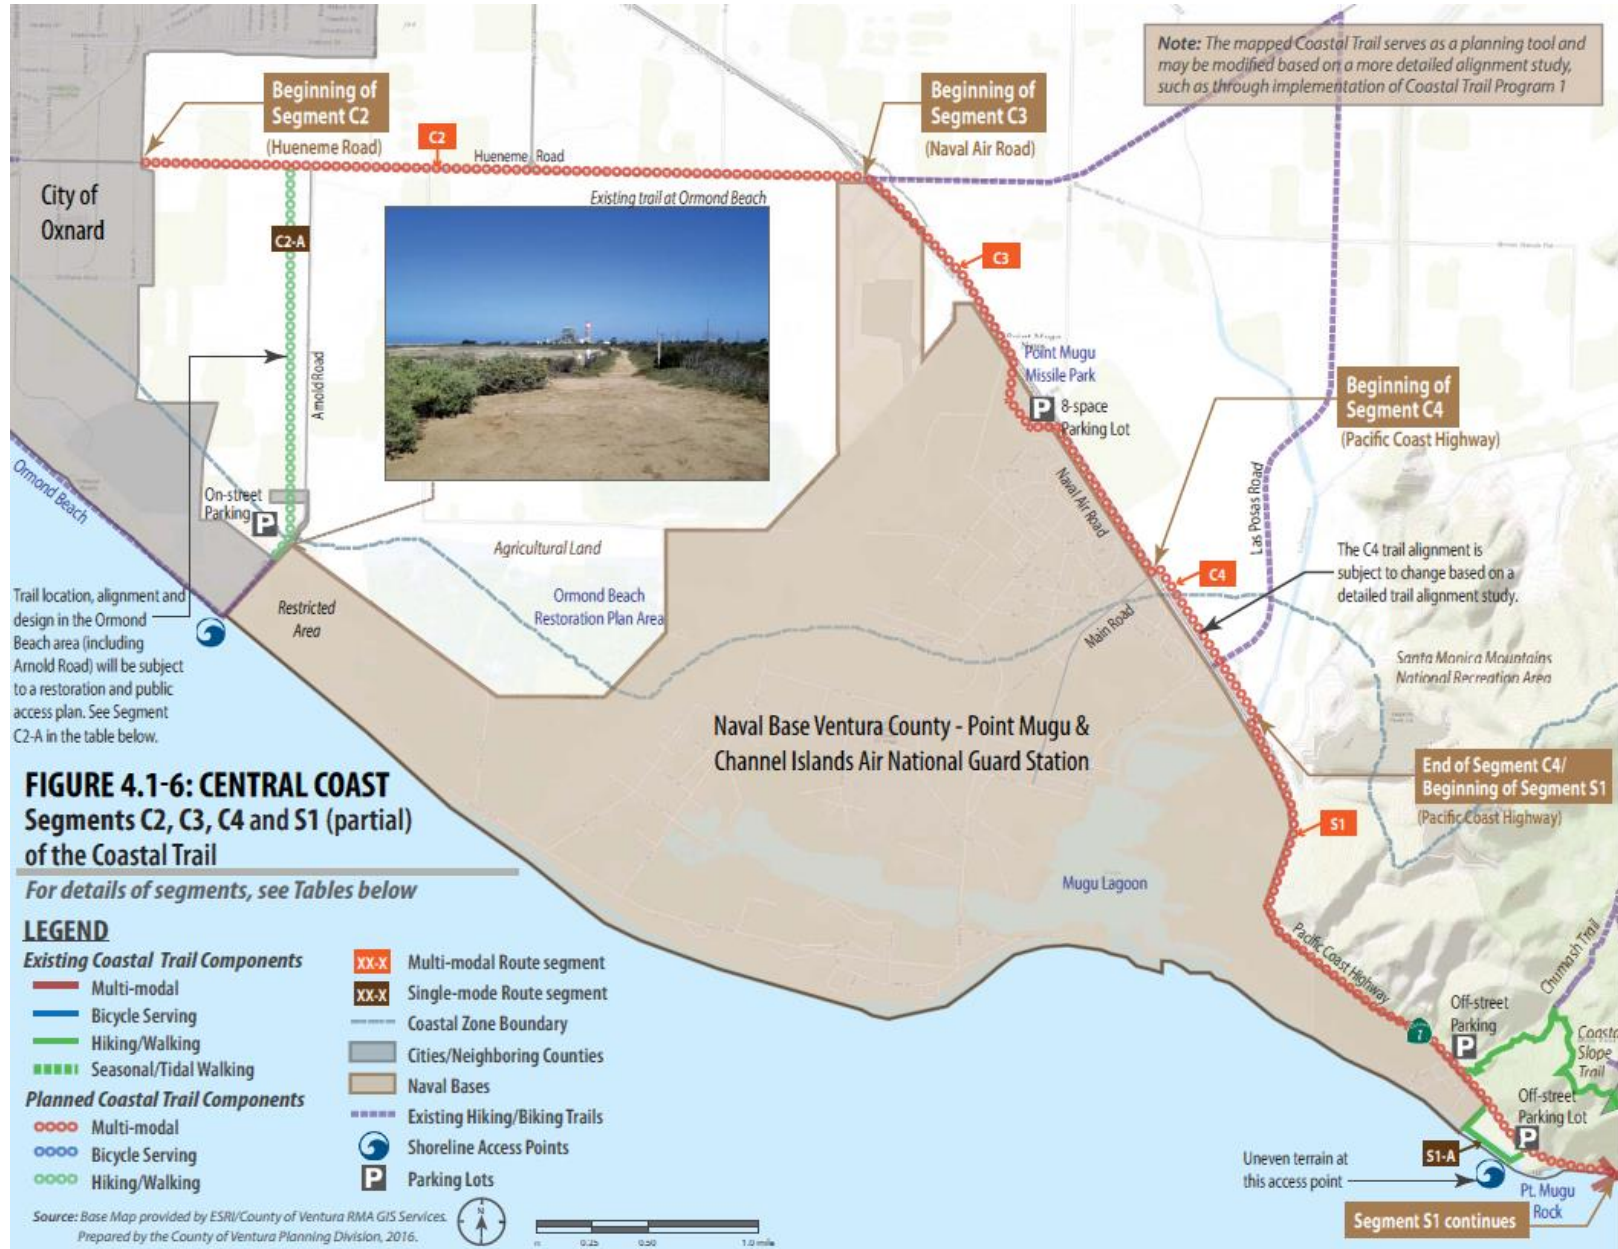 Note: The mapped Coastal Trail serves as a planning tool and
may be modified based on a more detailed alignment study,
such as through implementation of Coastal Trail Program 1
Beginning of
Segment C2
(Hueneme Road)
C2
Hueneme Road
Beginning of
Segment C3
(Naval Air Road)
City of
Oxnard
Existing trail at Ormond Beach
C2-A
C3
Arnold Road
Point Mugu
Missile Park
P
8-space
Parking Lot
Beginning of
Segment C4
(Pacific Coast Highway)
Ormond Beach
On-street
Parking
P
Naval Air Road
Las Posas Road
Agricultural Land
C4
The C4 trail alignment is
subject to change based on a
detailed trail alignment study.
Trail location, alignment and
design in the Ormond
Beach area (including
Arnold Road) will be subject
to a restoration and public
access plan. See Segment
C2-A in the table below.
Restricted
Area
Ormond Beach
Restoration Plan Area
Main Road
Santa Monica Mountains
National Recreation Area
Naval Base Ventura County - Point Mugu &
Channel Islands Air National Guard Station
End of Segment C4/
Beginning of Segment S1
(Pacific Coast Highway)
S1
Mugu Lagoon
FIGURE 4.1-6: CENTRAL COAST
Segments C2, C3, C4 and S1 (partial)
of the Coastal Trail
For details of segments, see Tables below
Pacific Coast Highway
1
Chumash Trail
Off-street
Parking
P
Coasta
Slope
Trail
Off-street
Parking Lot
P
S1-A
Uneven terrain at
this access point
Pt. Mugu
Rock
Segment S1 continues
LEGEND
Existing Coastal Trail Components
Multi-modal
Bicycle Serving
Hiking/Walking
Seasonal/Tidal Walking
Planned Coastal Trail Components
Multi-modal
Bicycle Serving
Hiking/Walking
XX-X Multi-modal Route segment
XX-X Single-mode Route segment
Coastal Zone Boundary
Cities/Neighboring Counties
Naval Bases
Existing Hiking/Biking Trails
Shoreline Access Points
P Parking Lots
Source: Base Map provided by ESRI/County of Ventura RMA GIS Services.
Prepared by the County of Ventura Planning Division, 2016.
N
0.25 0.50 1.0 mile